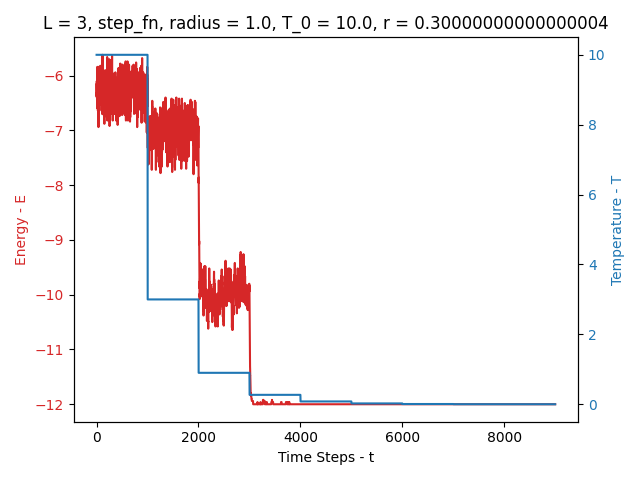 L = 3, step_fn, radius = 1.0, T_0 = 10.0, r = 0.30000000000000004
−6
−7
−8
−9
−10
−11
−12
Energy - E
10
8
6
4
2
0
Temperature - T
0 2000 4000 6000 8000
Time Steps - t